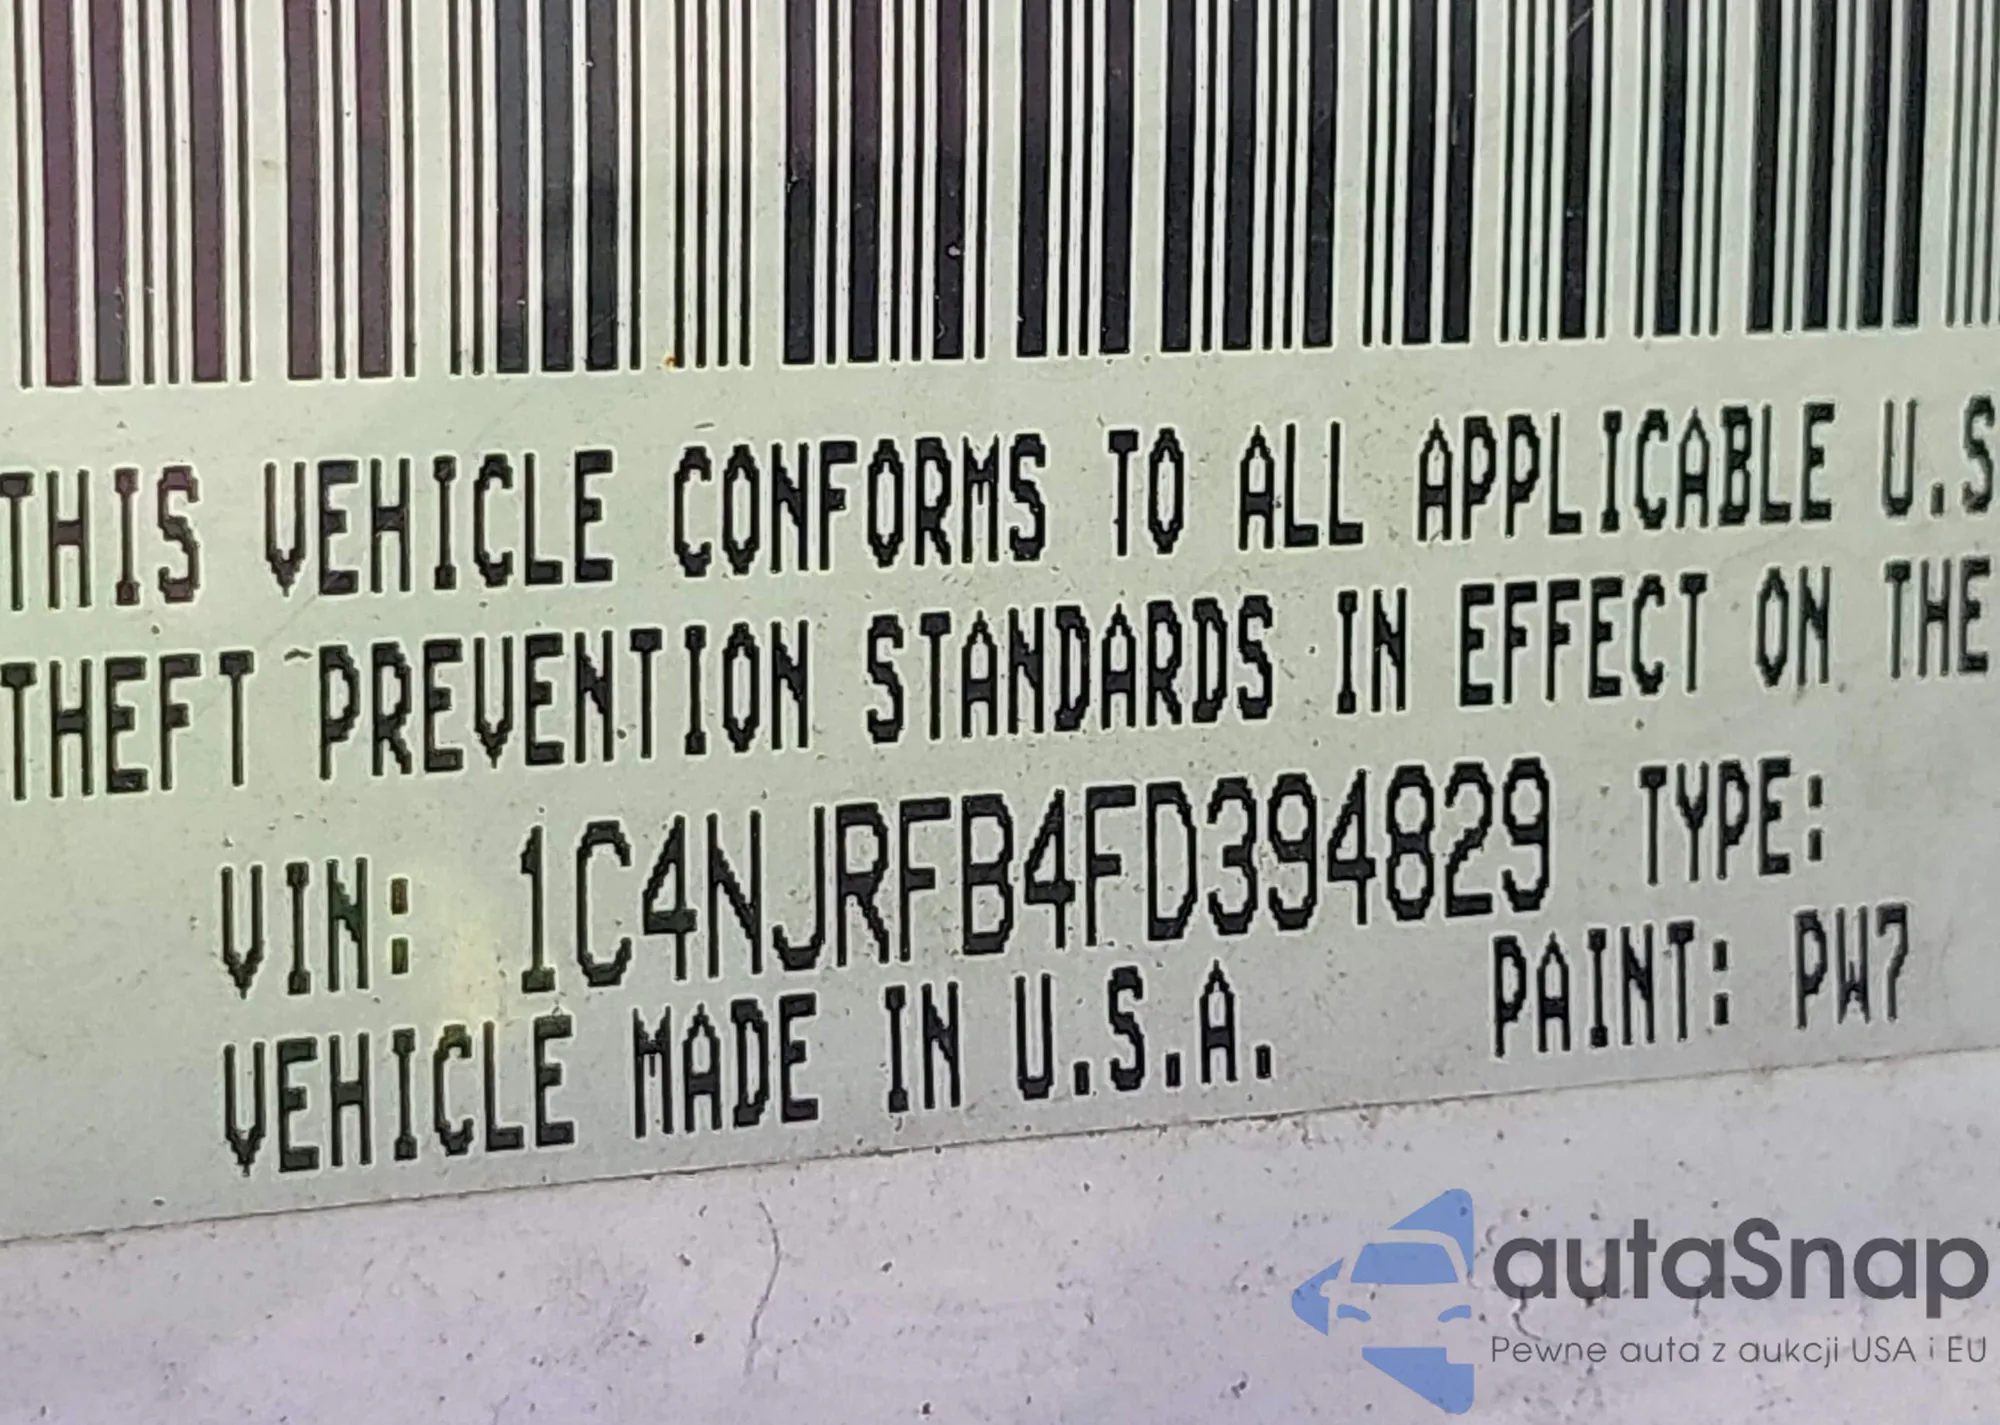 THIS VEHICLE CONFORMS TO ALL APPLICABLE U.S
THEFT PREVENTION STANDARDS IN EFFECT ON THE
VIN: 1C4NJRFB4FD394829 TYPE:
VEHICLE MADE IN U.S.A. PAINT: PW7
autaSnap
Pewne auta z aukcji USA i EU